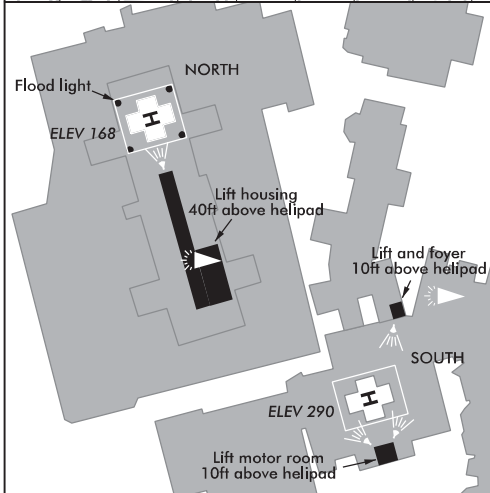 NORTH
Flood light
H
ELEV 168
Lift housing
40ft above helipad
Lift and foyer
10ft above helipad
SOUTH
H
ELEV 290
Lift motor room
10ft above helipad